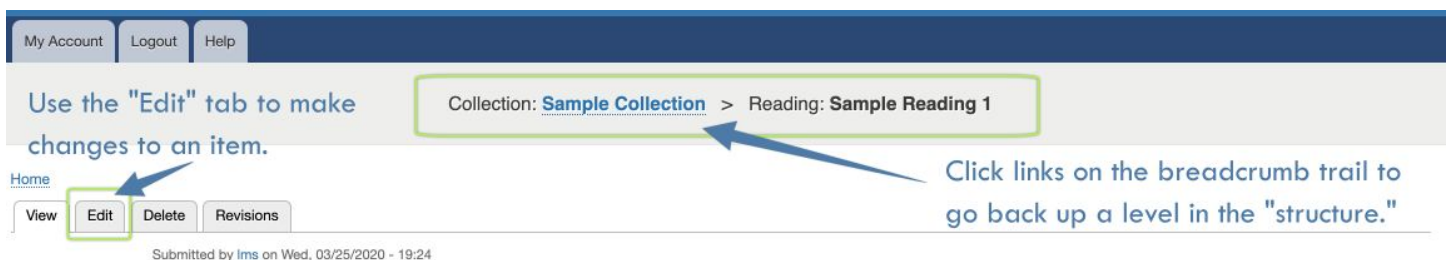 My Account Logout Help
Use the "Edit" tab to make
changes to an item.
Collection: Sample Collection > Reading: Sample Reading 1
Click links on the breadcrumb trail to
go back up a level in the "structure."
Home
View Edit Delete Revisions
Submitted by lms on Wed, 03/25/2020 - 19:24